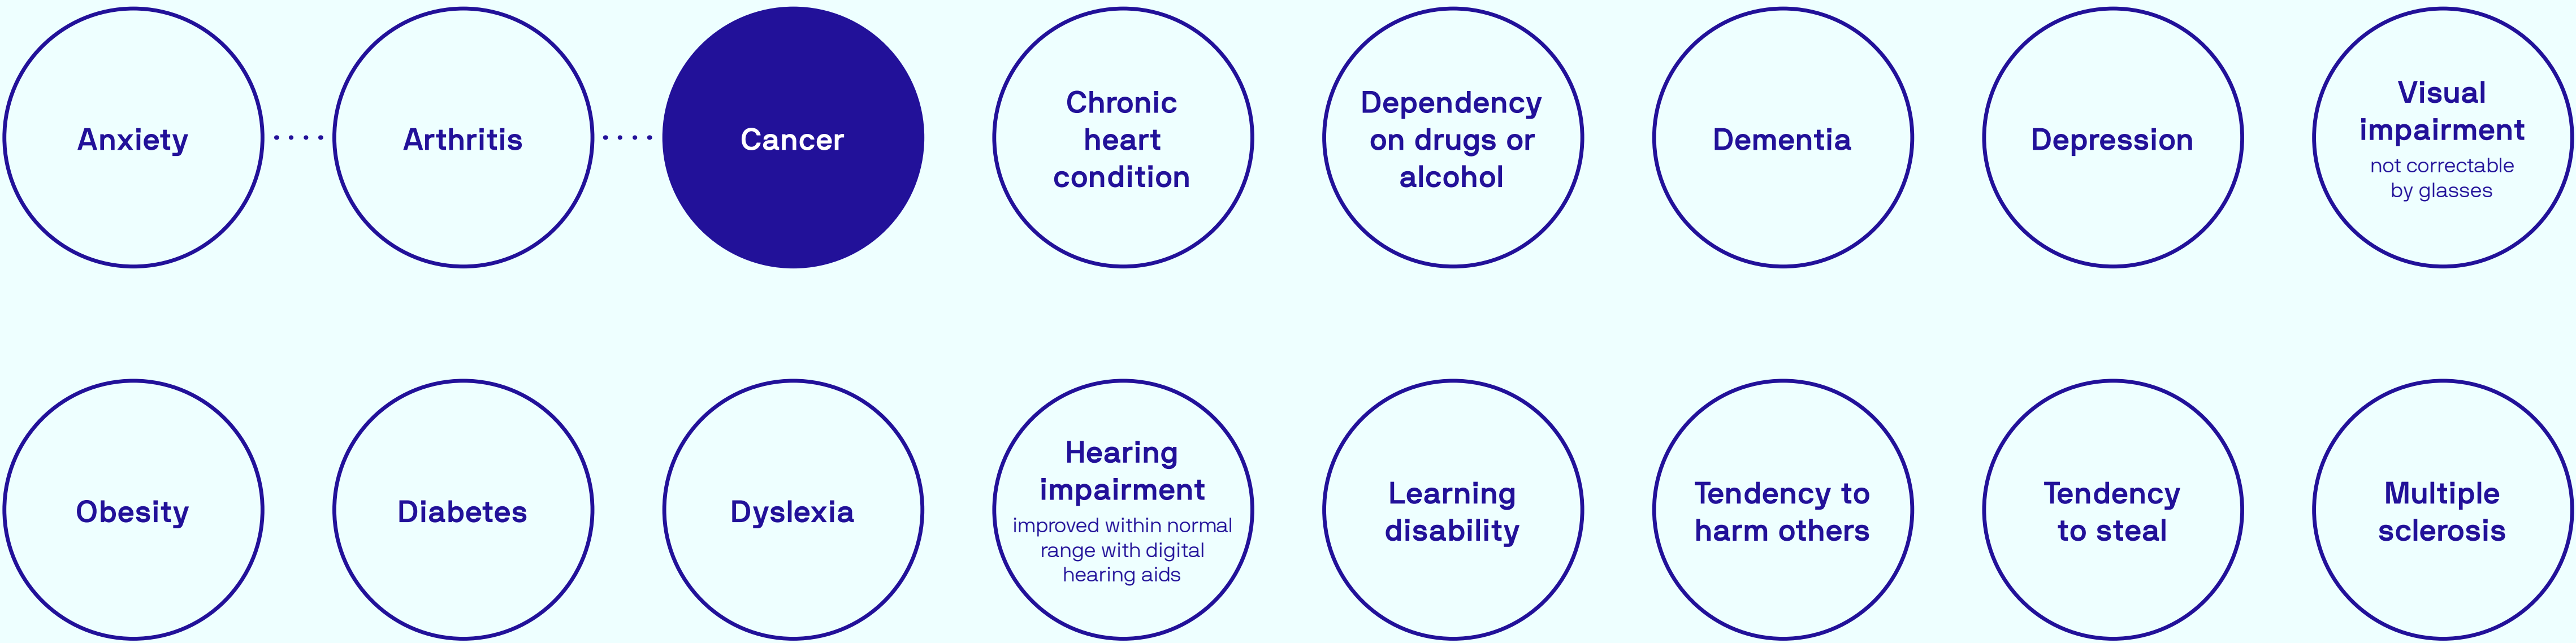 Anxiety
Arthritis
Cancer
Chronic
heart
condition
Dependency
on drugs or
alcohol
Dementia
Depression
Visual
impairment
not correctable
by glasses
Obesity
Diabetes
Dyslexia
Hearing
impairment
improved within normal
range with digital
hearing aids
Learning
disability
Tendency to
harm others
Tendency
to steal
Multiple
sclerosis